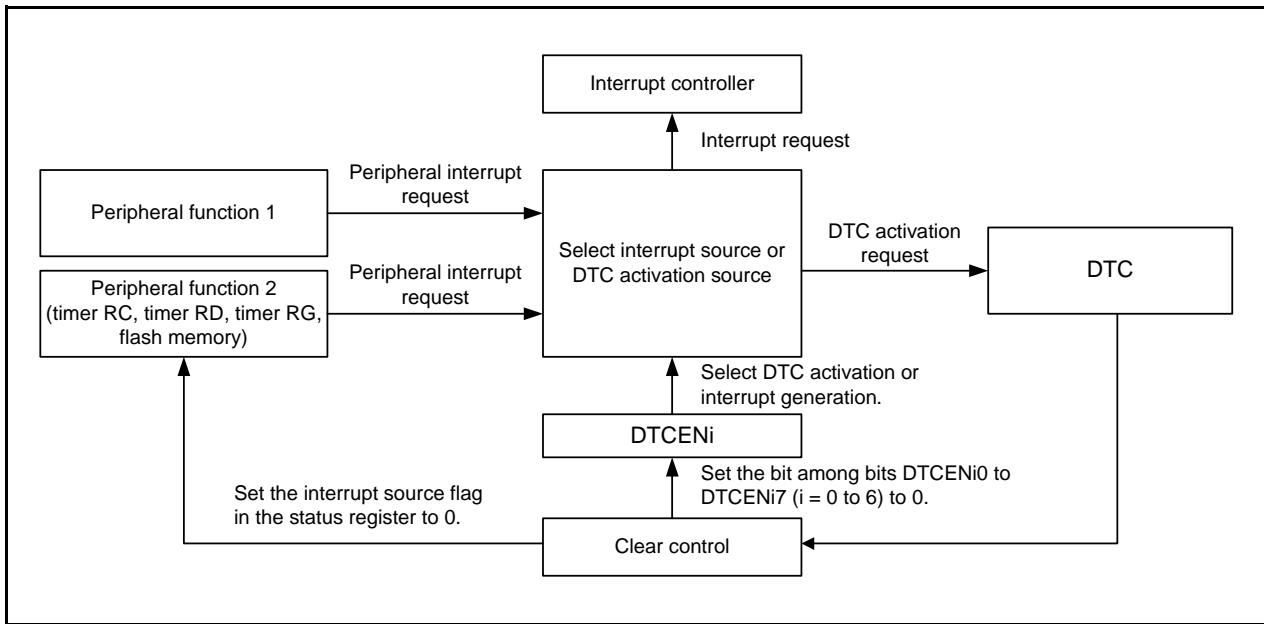 Interrupt controller
Interrupt request
Peripheral interrupt
request
Peripheral function 1
Select interrupt source or
DTC activation source
DTC activation
request
DTC
Peripheral function 2
(timer RC, timer RD, timer RG,
flash memory)
Peripheral interrupt
request
Select DTC activation or
interrupt generation.
DTCENi
Set the interrupt source flag
in the status register to 0.
Set the bit among bits DTCENi0 to
DTCENi7 (i = 0 to 6) to 0.
Clear control